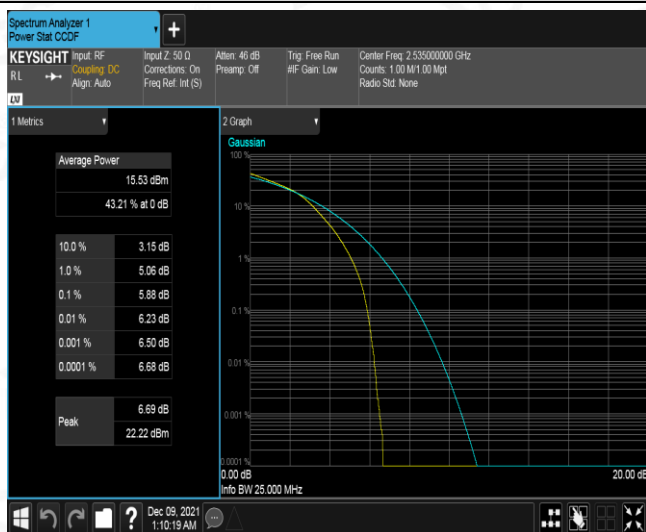 Spectrum Analyzer 1
Power Stat CCDF
+
KEYSIGHT
RL
LXI
Input: RF
Coupling: DC
Align: Auto
Input Z: 50 Ω
Corrections: On
Freq Ref: Int (S)
Atten: 46 dB
Preamp: Off
Trig: Free Run
#IF Gain: Low
Center Freq: 2.535000000 GHz
Counts: 1.00 M/1.00 Mpt
Radio Std: None
1 Metrics
Average Power
15.53 dBm
43.21 % at 0 dB
10.0 % 3.15 dB
1.0 % 5.06 dB
0.1 % 5.88 dB
0.01 % 6.23 dB
0.001 % 6.50 dB
0.0001 % 6.68 dB
Peak
6.69 dB
22.22 dBm
2 Graph
Gaussian
100 %
10 %
1 %
0.1 %
0.01 %
0.001 %
0.0001 %
0.00 dB 20.00 dB
Info BW 25.000 MHz
?
Dec 09, 2021
1:10:19 AM